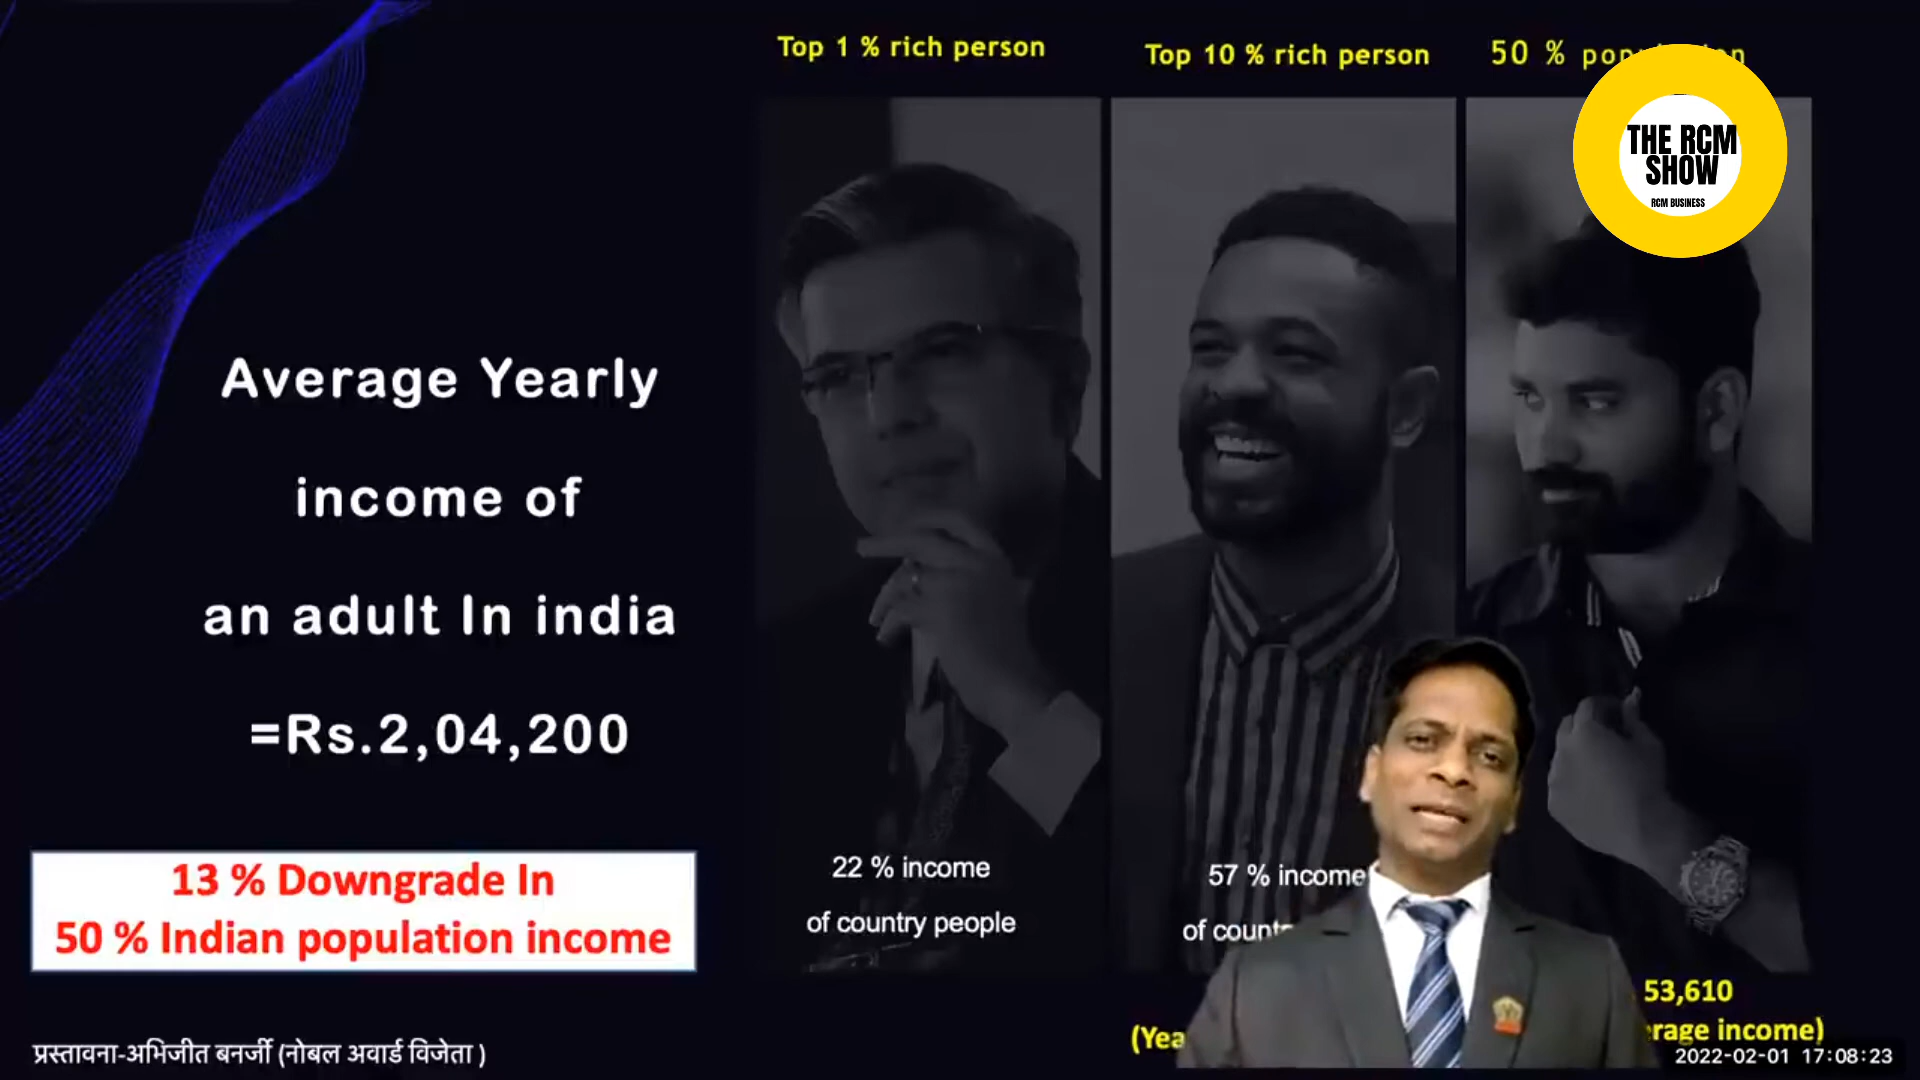 Top 1 % rich person
Top 10 % rich person
50 %
THE RCM
SHOW
RCM BUSINESS
Average Yearly
income of
an adult In india
=Rs.2,04,200
13 % Downgrade In
50 % Indian population income
22 % income
of country people
57 % income
of
53,610
income)
2022-02-01 17:08:23
प्रस्तावना-अभिजीत बनर्जी (नोबल अवार्ड विजेता )